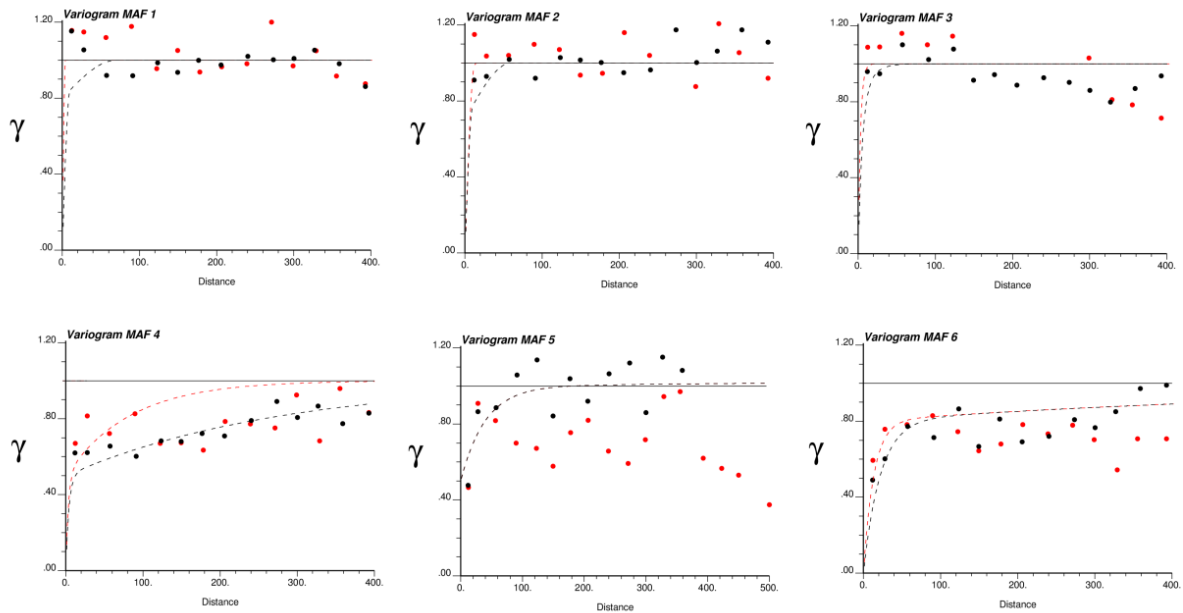 Variogram MAF 1
1.20
.80
.40
.00
γ
0. 100. 200. 300. 400.
Distance
Variogram MAF 2
1.20
.80
.40
.00
γ
0. 100. 200. 300. 400.
Distance
Variogram MAF 3
1.20
.80
.40
.00
γ
0. 100. 200. 300. 400.
Distance
Variogram MAF 4
1.20
.80
.40
.00
γ
0. 100. 200. 300. 400.
Distance
Variogram MAF 5
1.20
.80
.40
.00
γ
0. 100. 200. 300. 400. 500.
Distance
Variogram MAF 6
1.20
.80
.40
.00
γ
0. 100. 200. 300. 400.
Distance